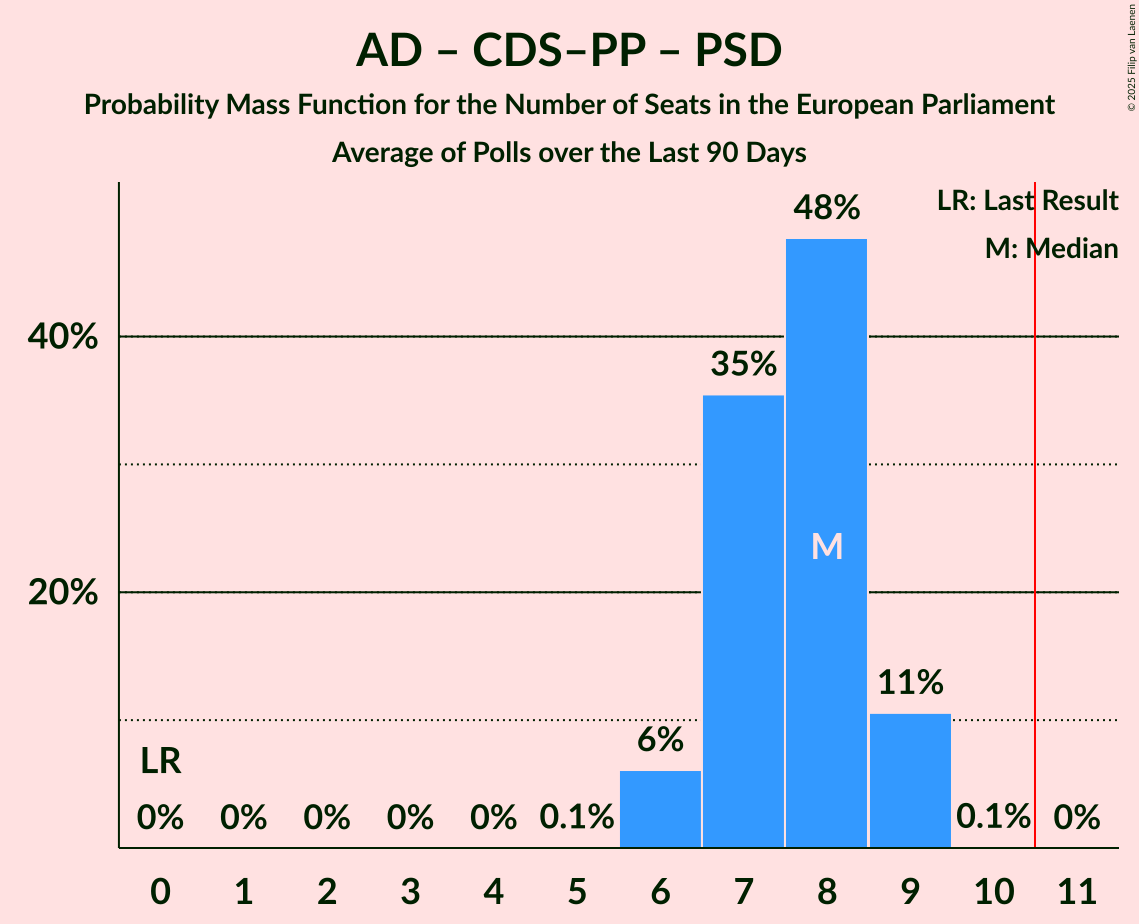 AD – CDS–PP – PSD
Probability Mass Function for the Number of Seats in the European Parliament
Average of Polls over the Last 90 Days
© 2025 Filip van Laenen
LR: Last Result
M: Median
48%
40%
35%
M
20%
11%
6%
LR
0% 0% 0% 0% 0% 0.1% 0.1% 0%
0 1 2 3 4 5 6 7 8 9 10 11